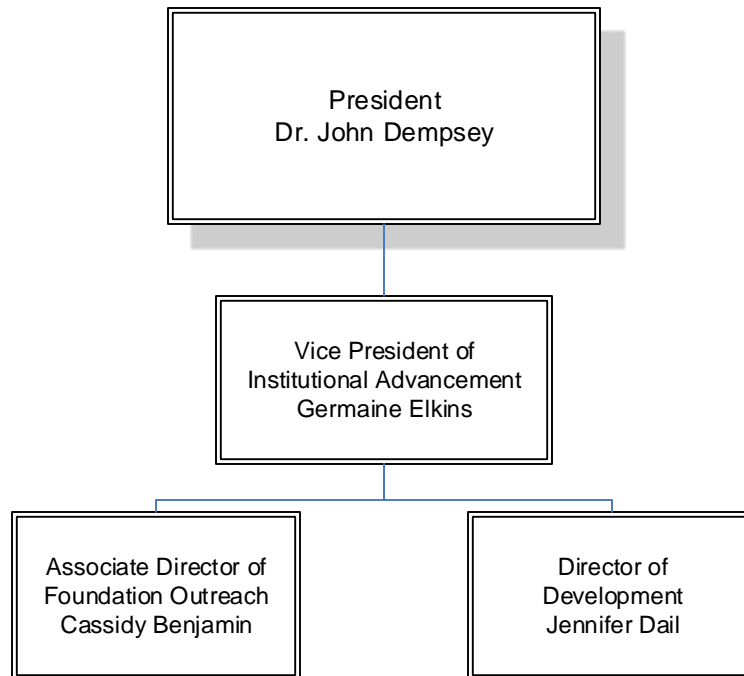 President
Dr. John Dempsey
Vice President of
Institutional Advancement
Germaine Elkins
Associate Director of
Foundation Outreach
Cassidy Benjamin
Director of
Development
Jennifer Dail